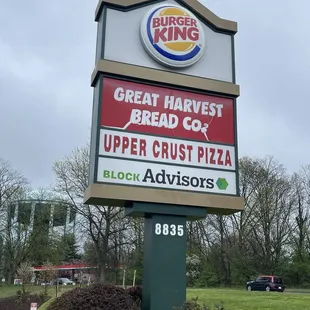 BURGER
KING
GREAT HARVEST
BREAD CO.
UPPER CRUST PIZZA
BLOCK Advisors
8835